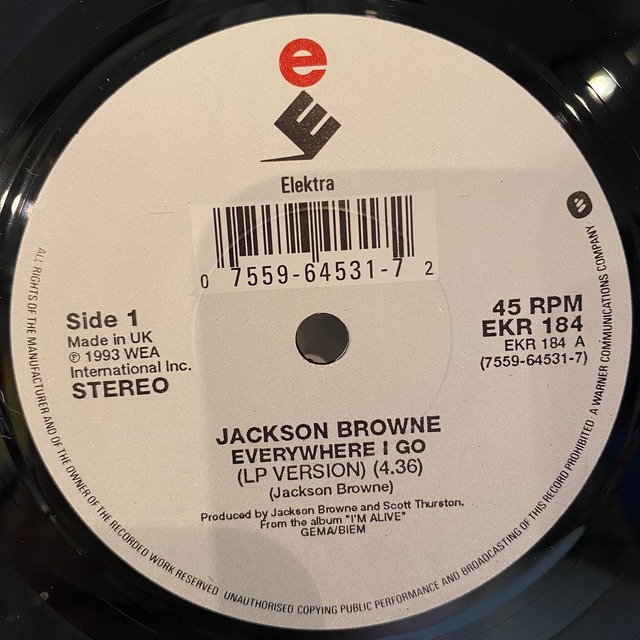 e
E
Elektra
0 7559-64531-7 2
Side 1
Made in UK
℗ 1993 WEA
International Inc.
STEREO
45 RPM
EKR 184
EKR 184 A
(7559-64531-7)
JACKSON BROWNE
EVERYWHERE I GO
(LP VERSION) (4.36)
(Jackson Browne)
Produced by Jackson Browne and Scott Thurston.
From the album "I'M ALIVE"
GEMA/BIEM
ALL RIGHTS OF THE MANUFACTURER AND OF THE OWNER OF THE RECORDED WORK RESERVED UNAUTHORISED COPYING PUBLIC PERFORMANCE AND BROADCASTING OF THIS RECORD PROHIBITED · A WARNER COMMUNICATIONS COMPANY